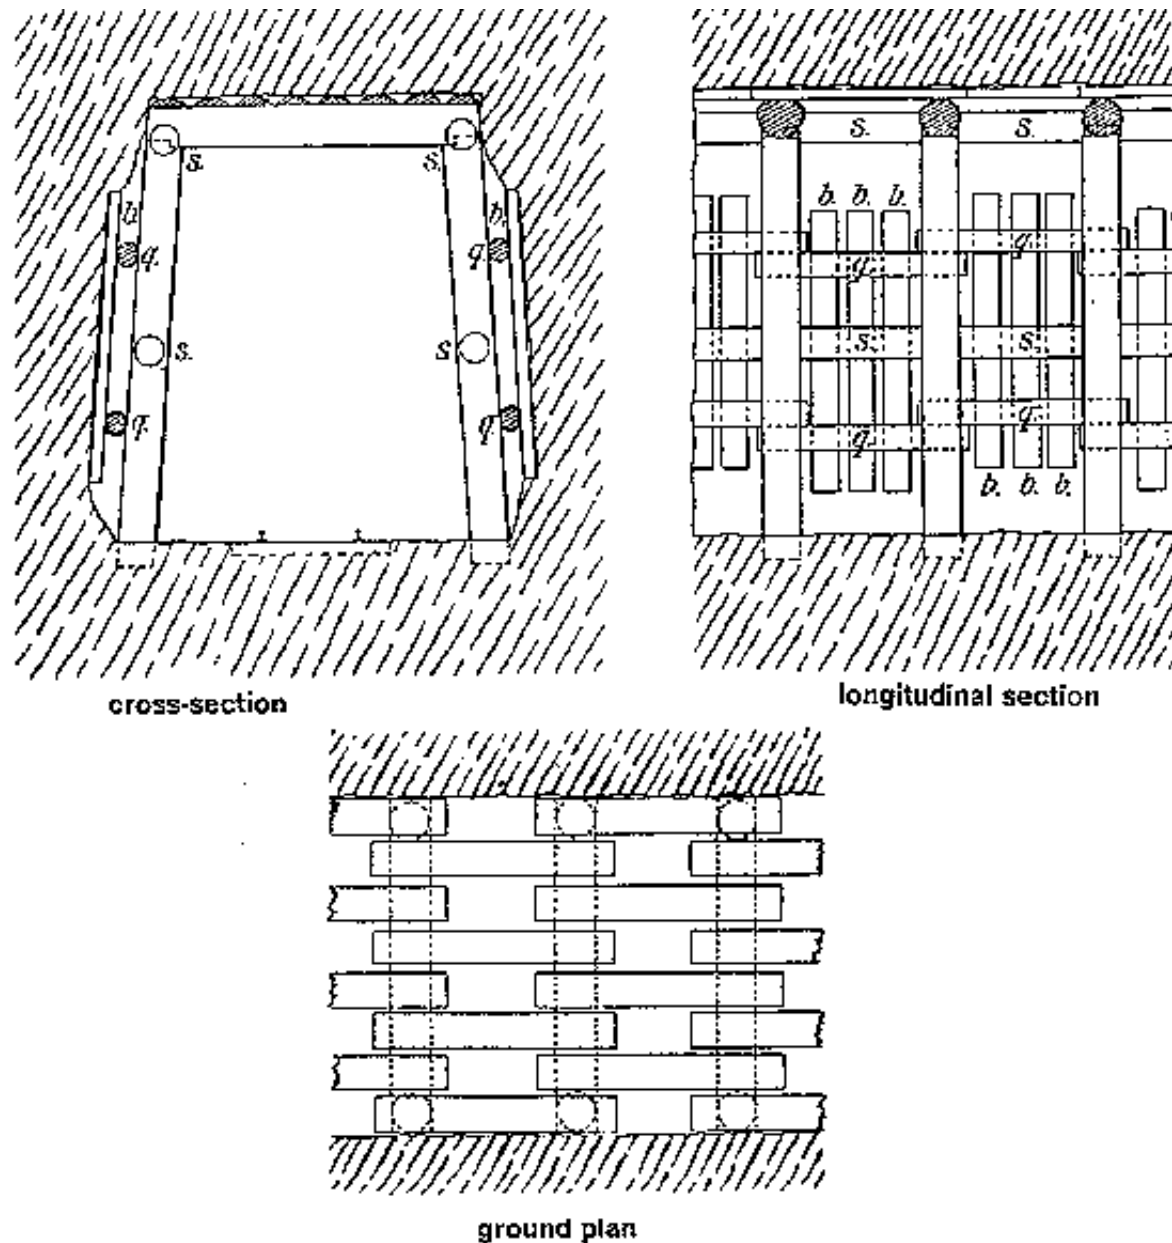 s. s.
b. b.
q. q.
s. s
q. q
cross-section
s. s.
b. b. b.
q.
q.
s. s.
q.
q.
b. b. b.
longitudinal section
ground plan